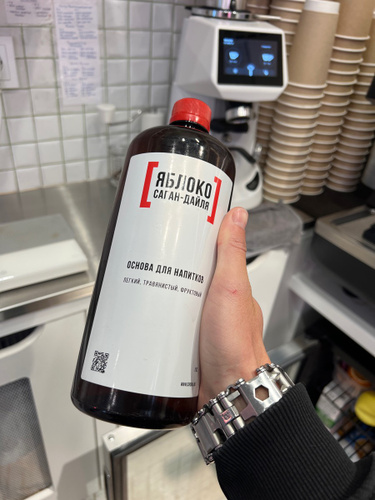 ЯБЛОКО
САГАН-ДАЙЛЯ
ОСНОВА ДЛЯ НАПИТКОВ
ЛЕГКИЙ, ТРАВЯНИСТЫЙ, ФРУКТОВЫЙ